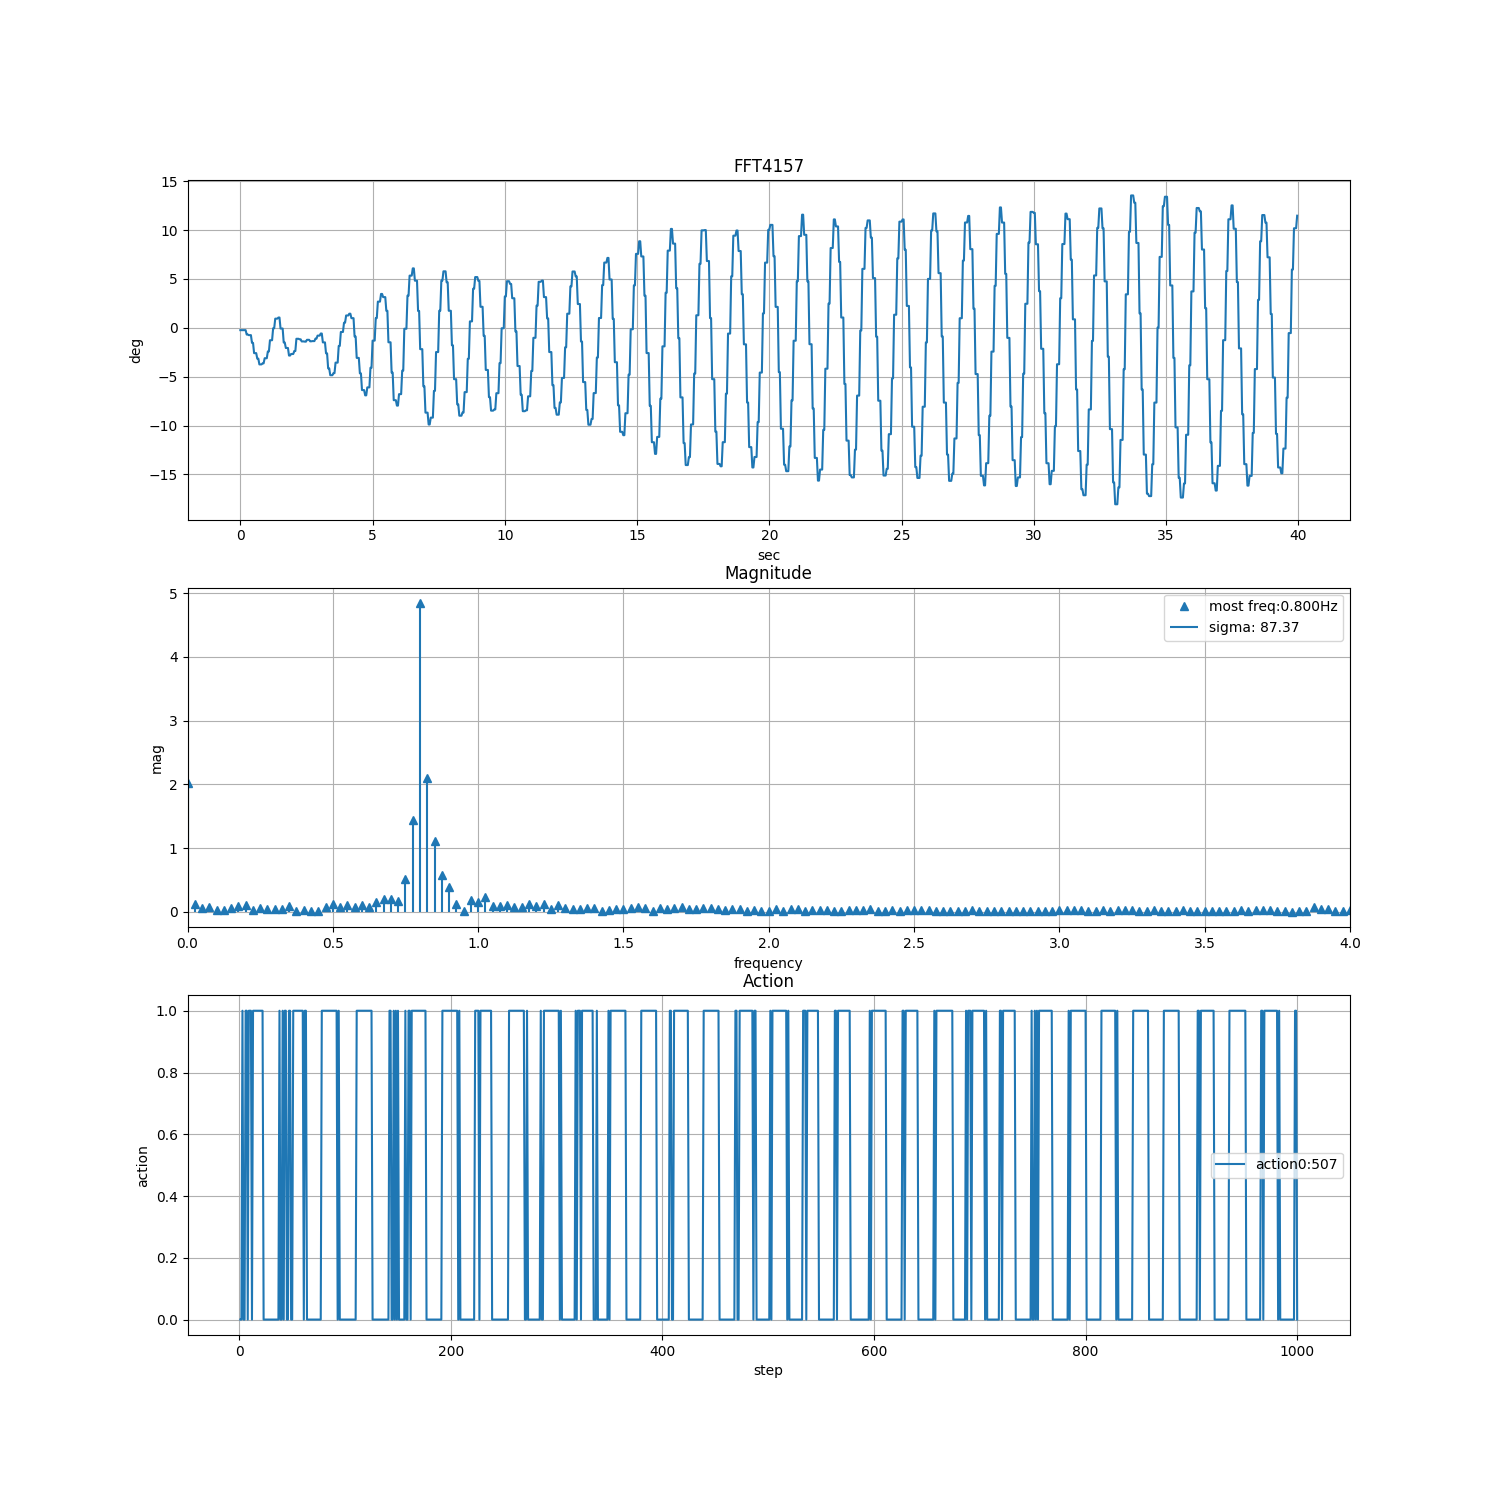 FFT4157
15
10
5
0
−5
−10
−15
deg
0 5 10 15 20 25 30 35 40
sec
Magnitude
5
4
3
2
1
0
mag
most freq:0.800Hz
sigma: 87.37
0.0 0.5 1.0 1.5 2.0 2.5 3.0 3.5 4.0
frequency
Action
1.0
0.8
0.6
0.4
0.2
0.0
action
action0:507
0 200 400 600 800 1000
step